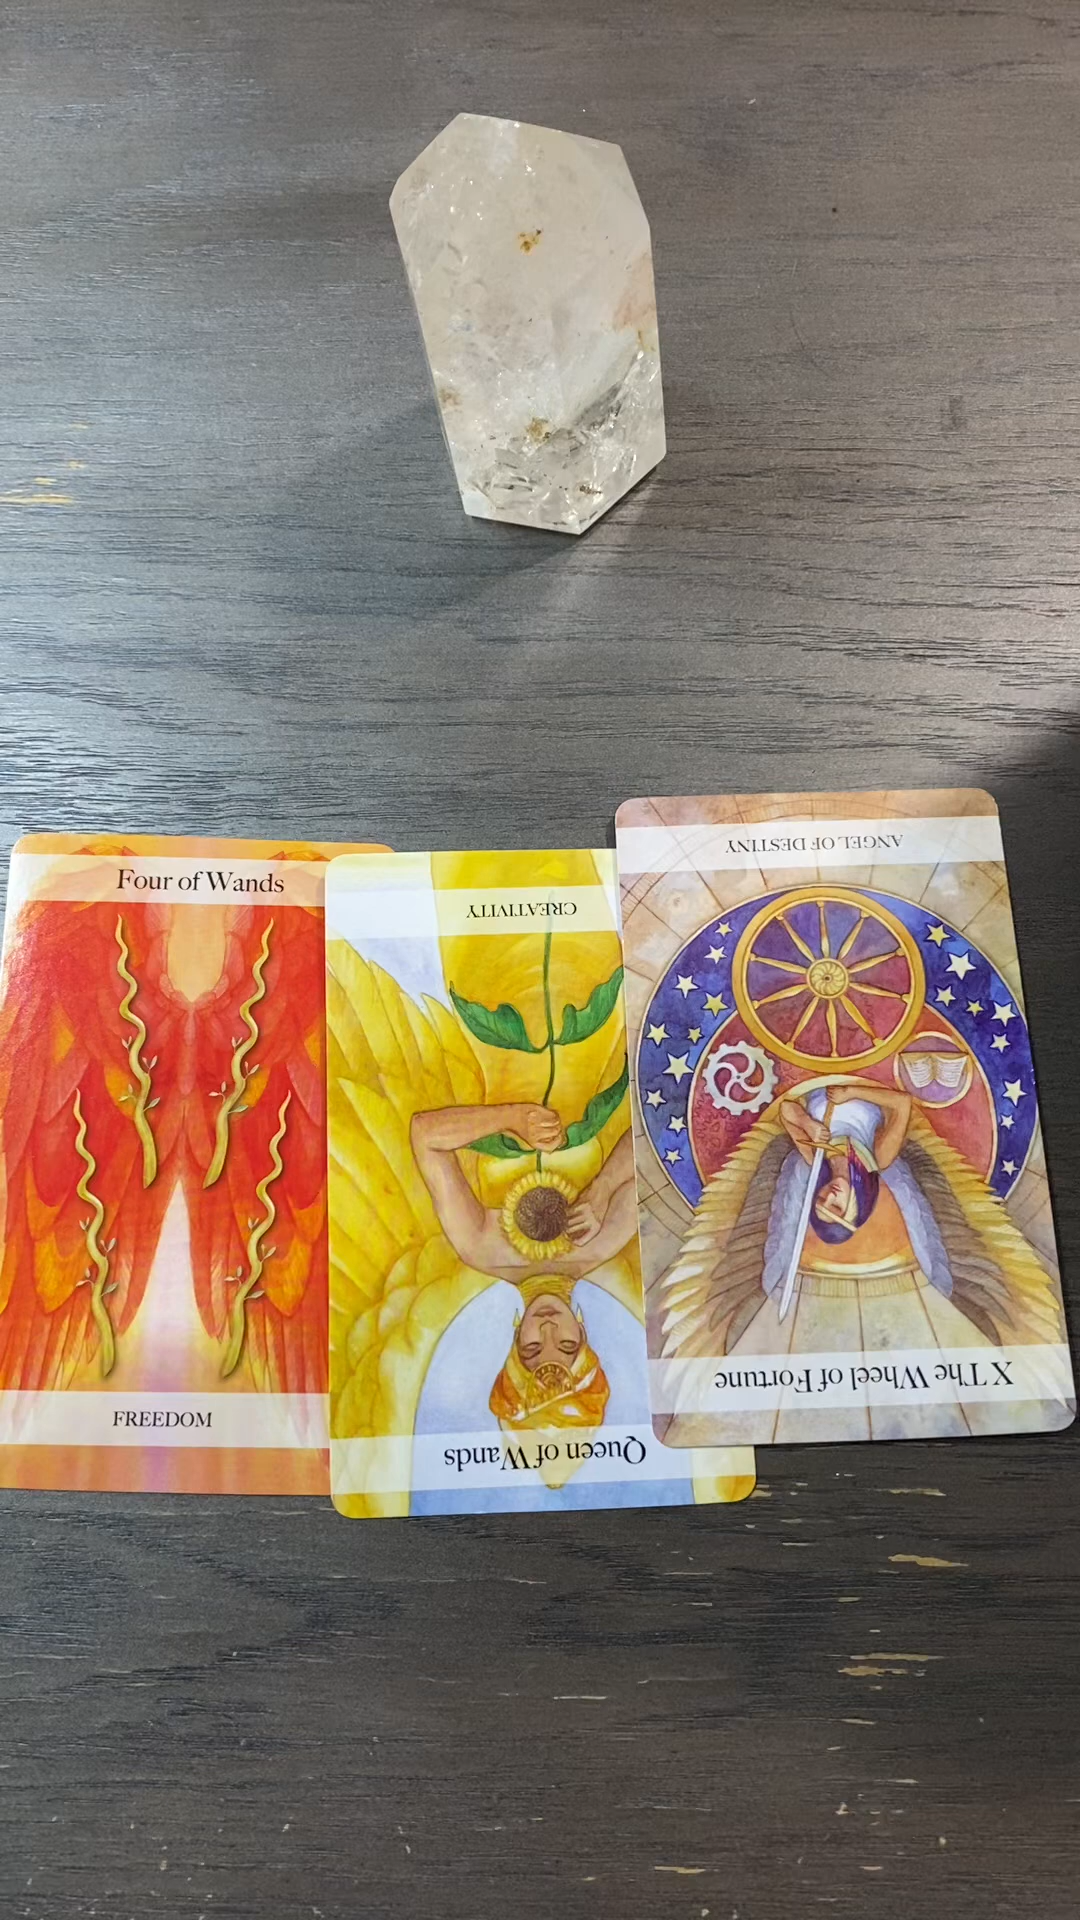 Four of Wands
FREEDOM
CREATIVITY
Queen of Wands
ANGEL OF DESTINY
X The Wheel of Fortune